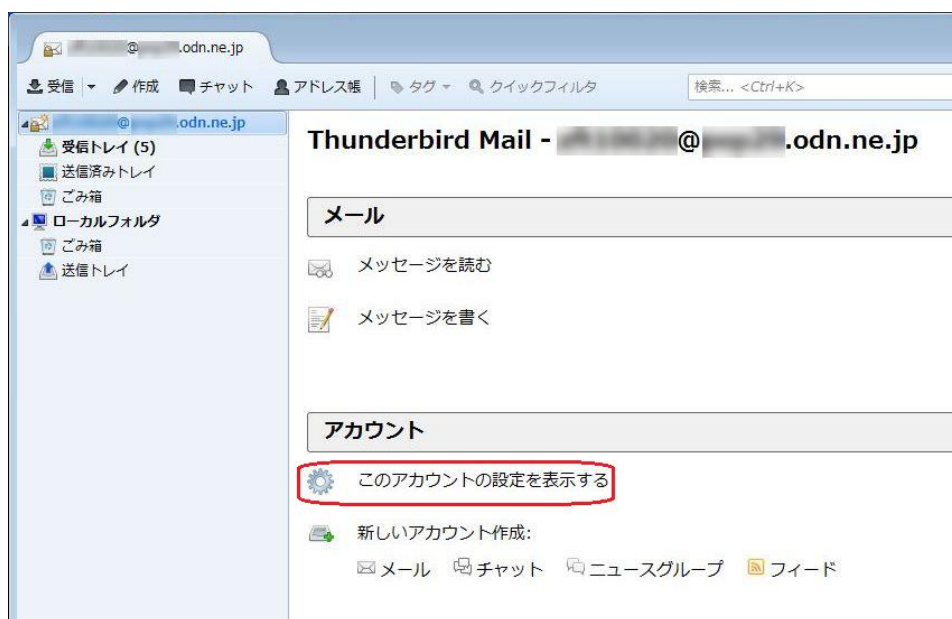 @ .odn.ne.jp
受信 作成 チャット アドレス帳 タグ クイックフィルタ 検索... <Ctrl+K>
@ .odn.ne.jp
受信トレイ (5)
送信済みトレイ
ごみ箱
ローカルフォルダ
ごみ箱
送信トレイ
Thunderbird Mail - @ .odn.ne.jp
メール
メッセージを読む
メッセージを書く
アカウント
このアカウントの設定を表示する
新しいアカウント作成:
メール チャット ニュースグループ フィード